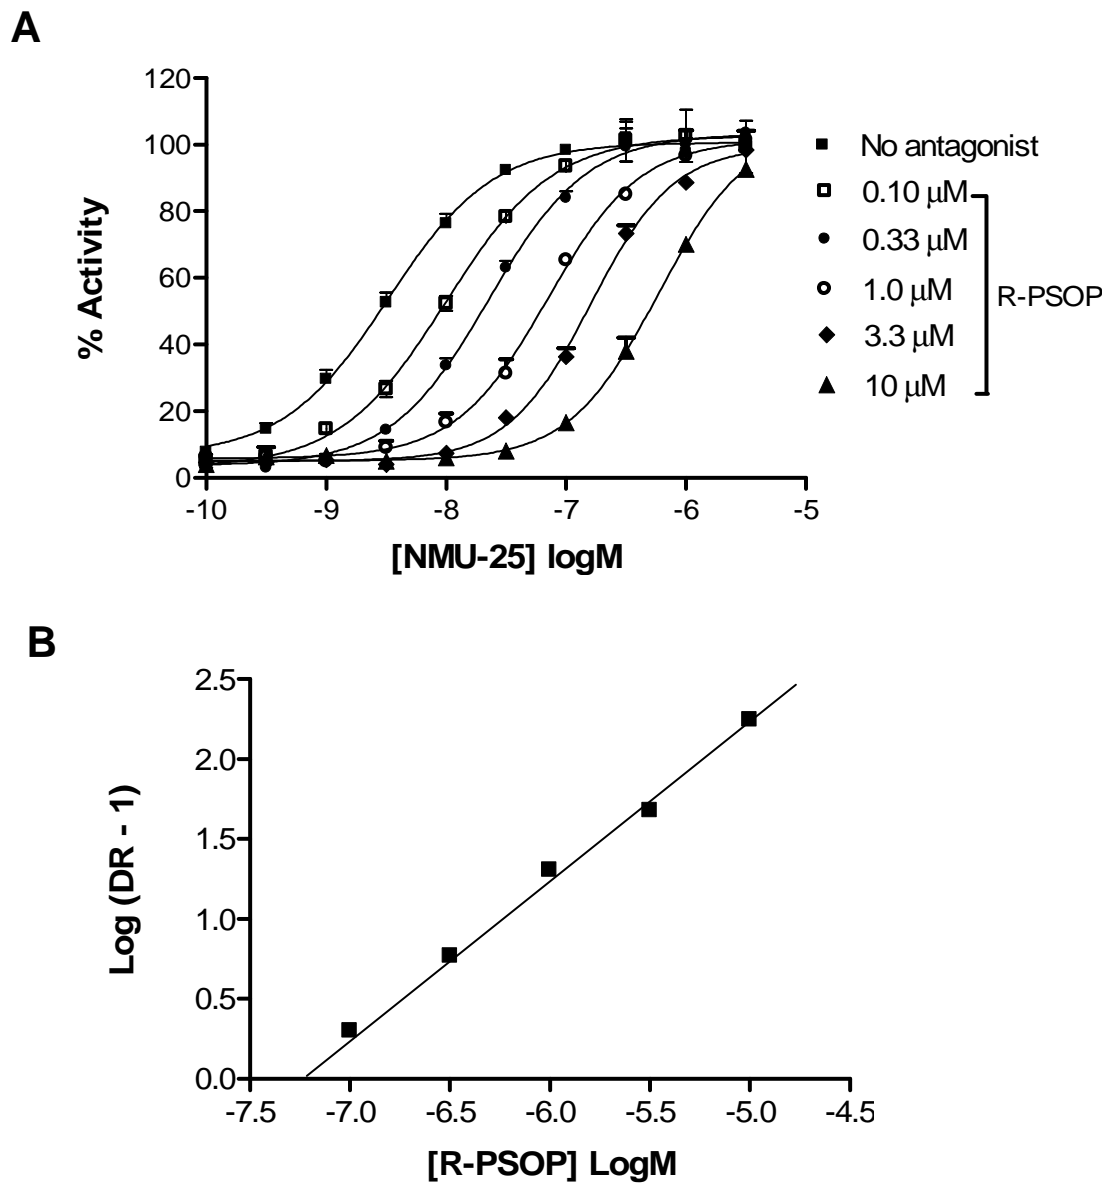 A
120
100
80
60
40
20
0
-10 -9 -8 -7 -6 -5
% Activity
[NMU-25] logM
No antagonist
0.10 µM
0.33 µM
1.0 µM
3.3 µM
10 µM
R-PSOP
B
2.5
2.0
1.5
1.0
0.5
0.0
-7.5 -7.0 -6.5 -6.0 -5.5 -5.0 -4.5
Log (DR - 1)
[R-PSOP] LogM